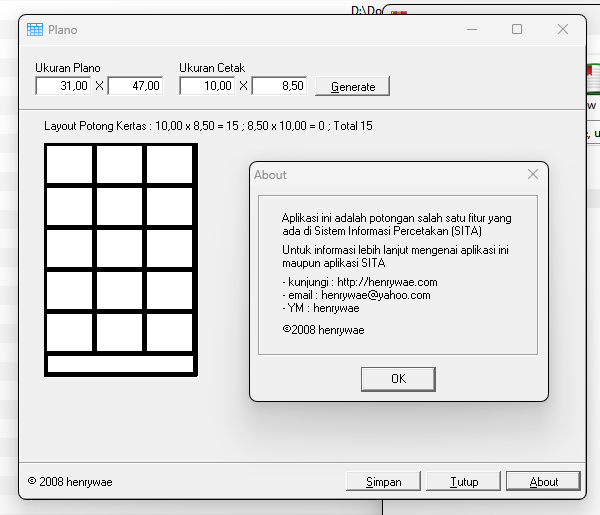 D:\Do
Plano
Ukuran Plano
Ukuran Cetak
31,00 X 47,00
10,00 X 8,50
Generate
Layout Potong Kertas : 10,00 x 8,50 = 15 ; 8,50 x 10,00 = 0 ; Total 15
About
Aplikasi ini adalah potongan salah satu fitur yang
ada di Sistem Informasi Percetakan (SITA)
Untuk informasi lebih lanjut mengenai aplikasi ini
maupun aplikasi SITA
- kunjungi : http://henrywae.com
- email : henrywae@yahoo.com
- YM : henrywae
©2008 henrywae
OK
© 2008 henrywae
Simpan
Tutup
About